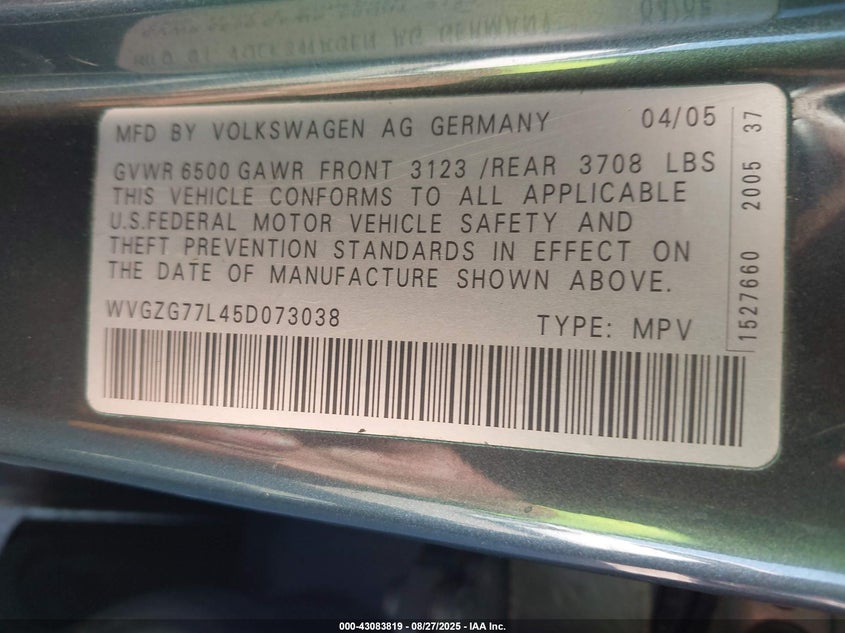 MFD BY VOLKSWAGEN AG GERMANY 04/05
GVWR 6500 GAWR FRONT 3123 /REAR 3708 LBS
THIS VEHICLE CONFORMS TO ALL APPLICABLE
U.S.FEDERAL MOTOR VEHICLE SAFETY AND
THEFT PREVENTION STANDARDS IN EFFECT ON
THE DATE OF MANUFACTURE SHOWN ABOVE.
WVGZG77L45D073038 TYPE: MPV
1527660 2005 37
000-43083819 - 08/27/2025 - IAA Inc.